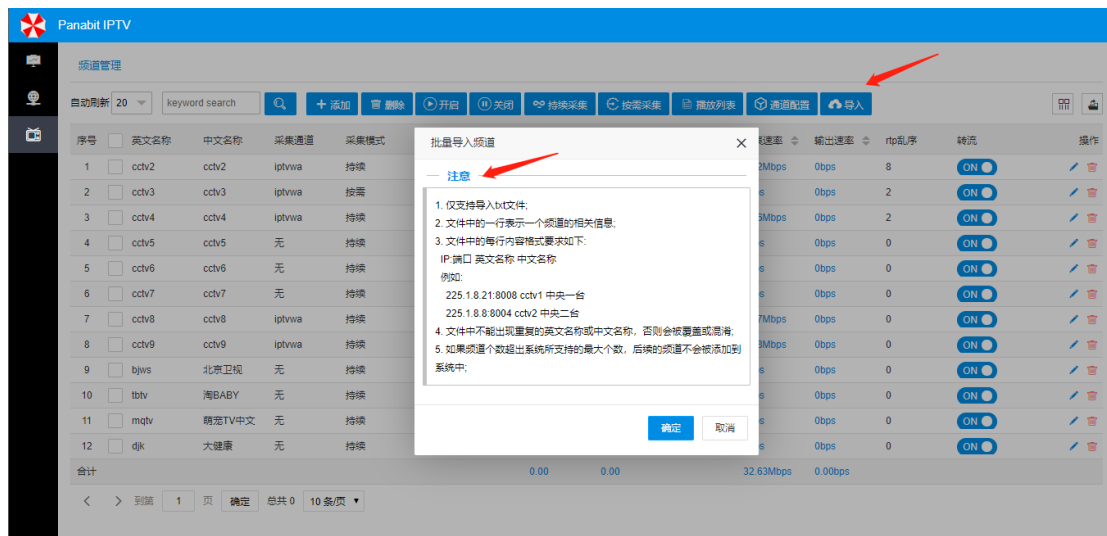 Panabit IPTV
频道管理
自动刷新 20 keyword search 添加 删除 开启 关闭 持续采集 按需采集 播放列表 通道配置 导入
序号 英文名称 中文名称 采集通道 采集模式 速率 输出速率 rtp乱序 转流 操作
1 cctv2 cctv2 iptvwa 持续 2Mbps 0bps 8 ON
2 cctv3 cctv3 iptvwa 按需 s 0bps 2 ON
3 cctv4 cctv4 iptvwa 持续 5Mbps 0bps 2 ON
4 cctv5 cctv5 无 持续 s 0bps 0 ON
5 cctv6 cctv6 无 持续 s 0bps 0 ON
6 cctv7 cctv7 无 持续 s 0bps 0 ON
7 cctv8 cctv8 iptvwa 持续 7Mbps 0bps 0 ON
8 cctv9 cctv9 iptvwa 持续 3Mbps 0bps 0 ON
9 bjws 北京卫视 无 持续 s 0bps 0 ON
10 tbtv 淘BABY 无 持续 s 0bps 0 ON
11 mqtv 萌宠TV中文 无 持续 s 0bps 0 ON
12 djk 大健康 无 持续 s 0bps 0 ON
合计 0.00 0.00 32.63Mbps 0.00bps
到第 1 页 确定 总共 0 10 条/页
批量导入频道
注意
1. 仅支持导入txt文件;
2. 文件中的一行表示一个频道的相关信息;
3. 文件中的每行内容格式要求如下:
IP:端口 英文名称 中文名称
例如:
225.1.8.21:8008 cctv1 中央一台
225.1.8.8:8004 cctv2 中央二台
4. 文件中不能出现重复的英文名称或中文名称，否则会被覆盖或混淆;
5. 如果频道个数超出系统所支持的最大个数，后续的频道不会被添加到
系统中;
确定 取消